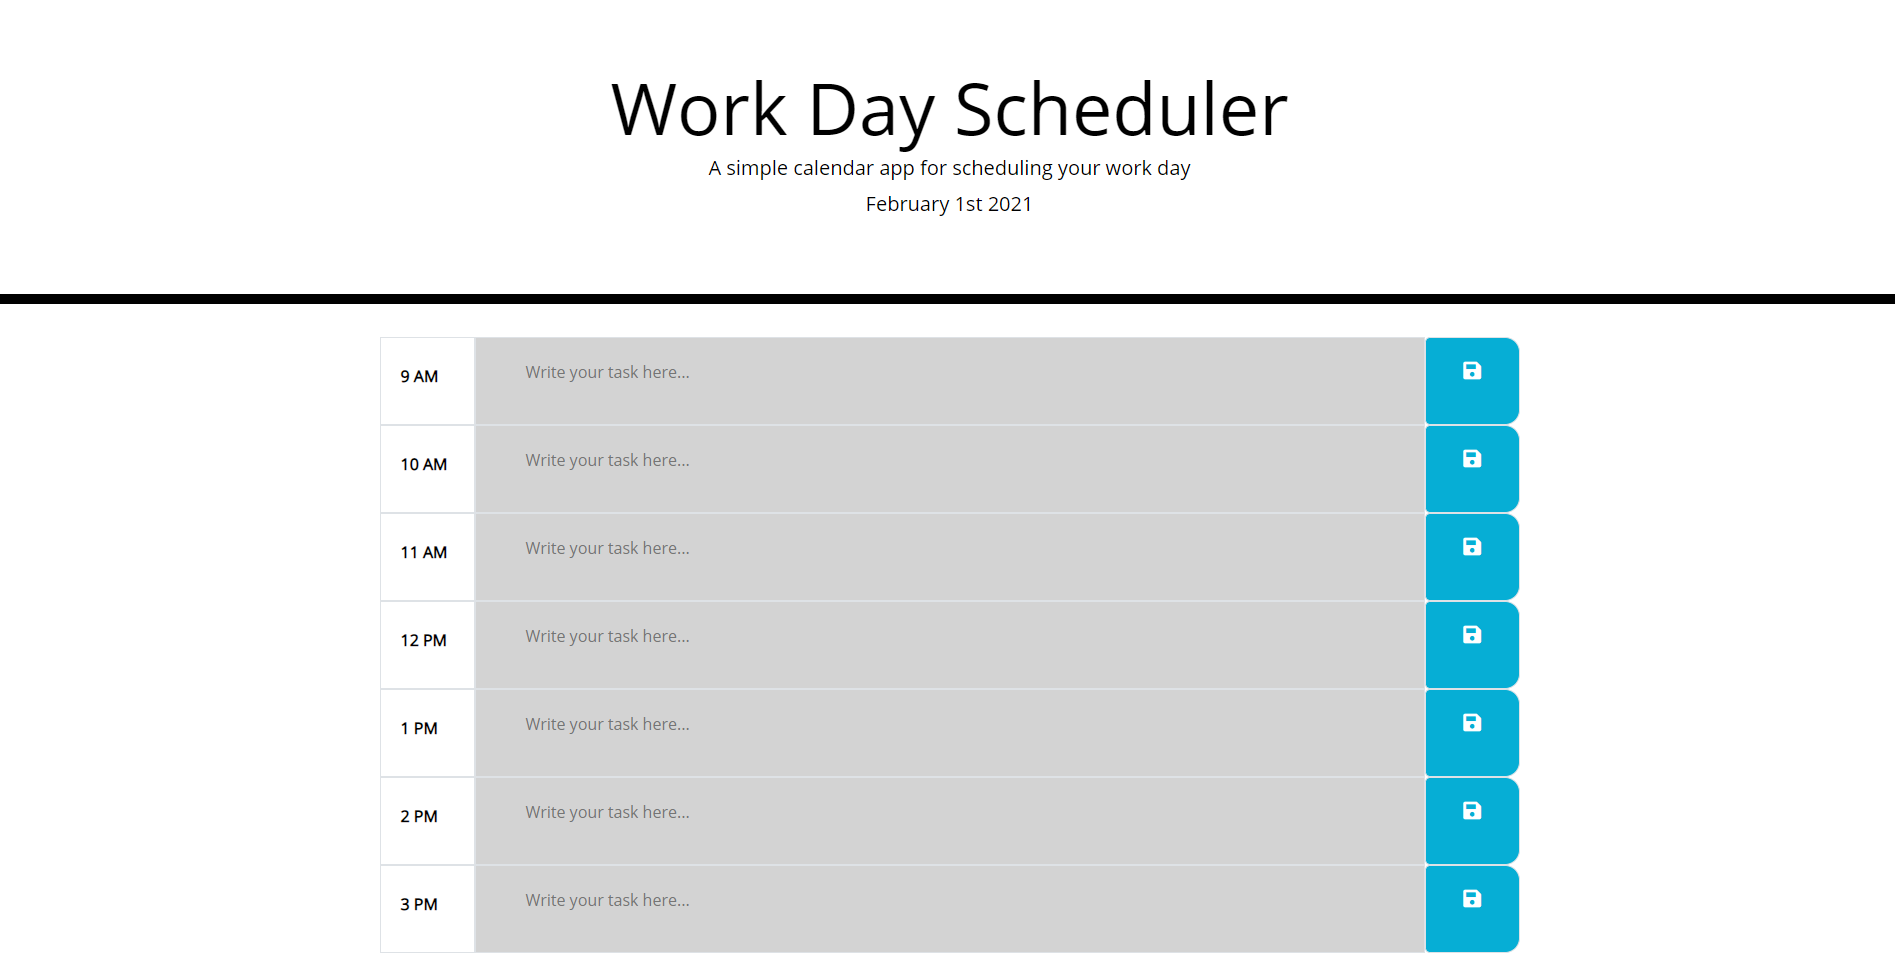 Work Day Scheduler
A simple calendar app for scheduling your work day
February 1st 2021
9 AM
Write your task here...
10 AM
Write your task here...
11 AM
Write your task here...
12 PM
Write your task here...
1 PM
Write your task here...
2 PM
Write your task here...
3 PM
Write your task here...